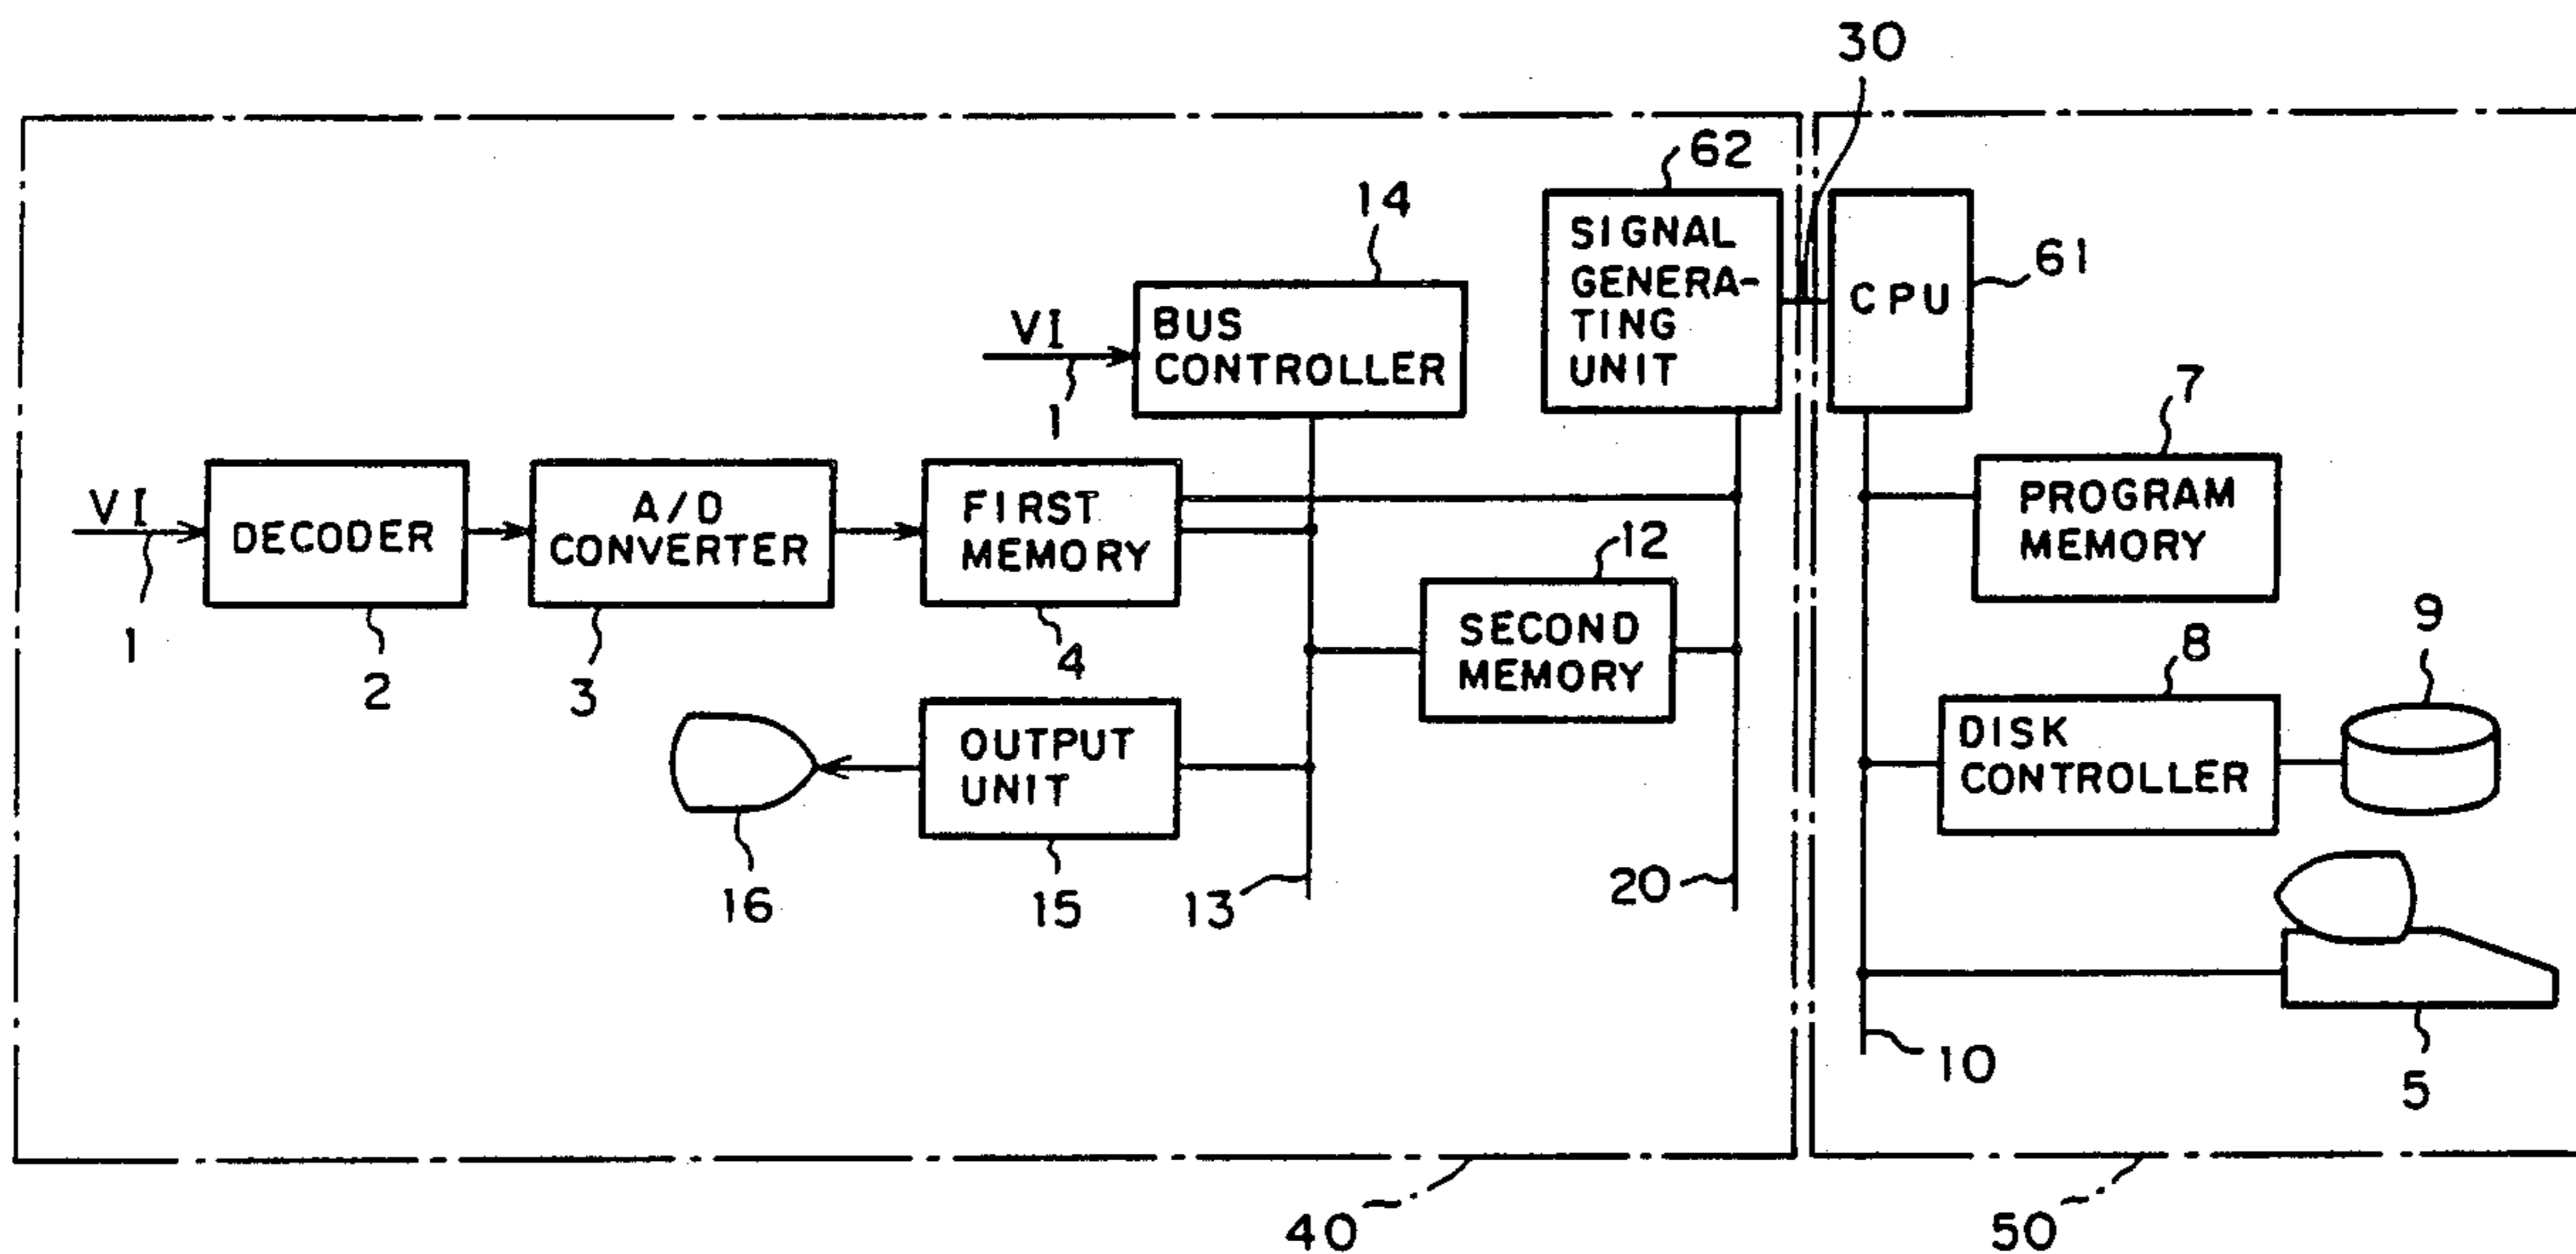 30
62
SIGNAL
GENERA-
TING
UNIT
CPU
61
14
VI
1
BUS
CONTROLLER
7
PROGRAM
MEMORY
VI
1
DECODER
2
A/D
CONVERTER
3
FIRST
MEMORY
4
12
SECOND
MEMORY
8
DISK
CONTROLLER
9
16
OUTPUT
UNIT
15
13
20
10
5
40
50